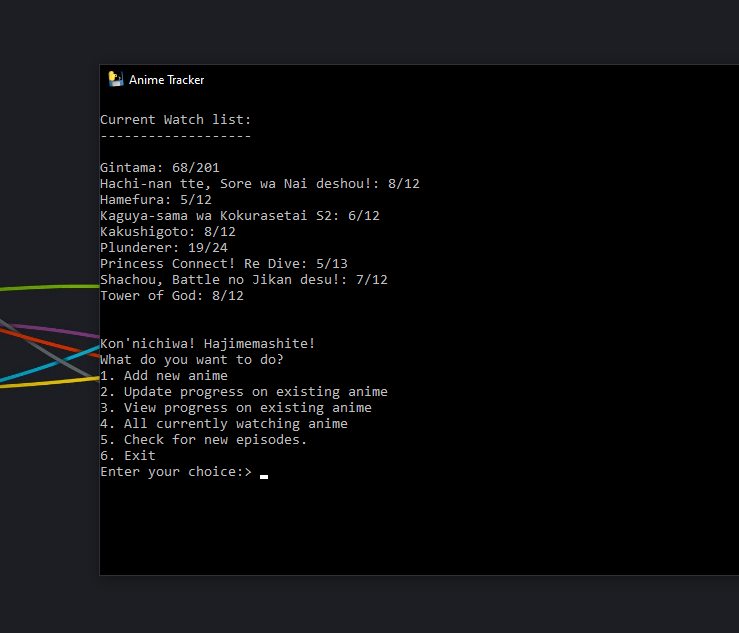 Anime Tracker
Current Watch list:
-------------------
Gintama: 68/201
Hachi-nan tte, Sore wa Nai deshou!: 8/12
Hamefura: 5/12
Kaguya-sama wa Kokurasetai S2: 6/12
Kakushigoto: 8/12
Plunderer: 19/24
Princess Connect! Re Dive: 5/13
Shachou, Battle no Jikan desu!: 7/12
Tower of God: 8/12
Kon'nichiwa! Hajimemashite!
What do you want to do?
1. Add new anime
2. Update progress on existing anime
3. View progress on existing anime
4. All currently watching anime
5. Check for new episodes.
6. Exit
Enter your choice:>